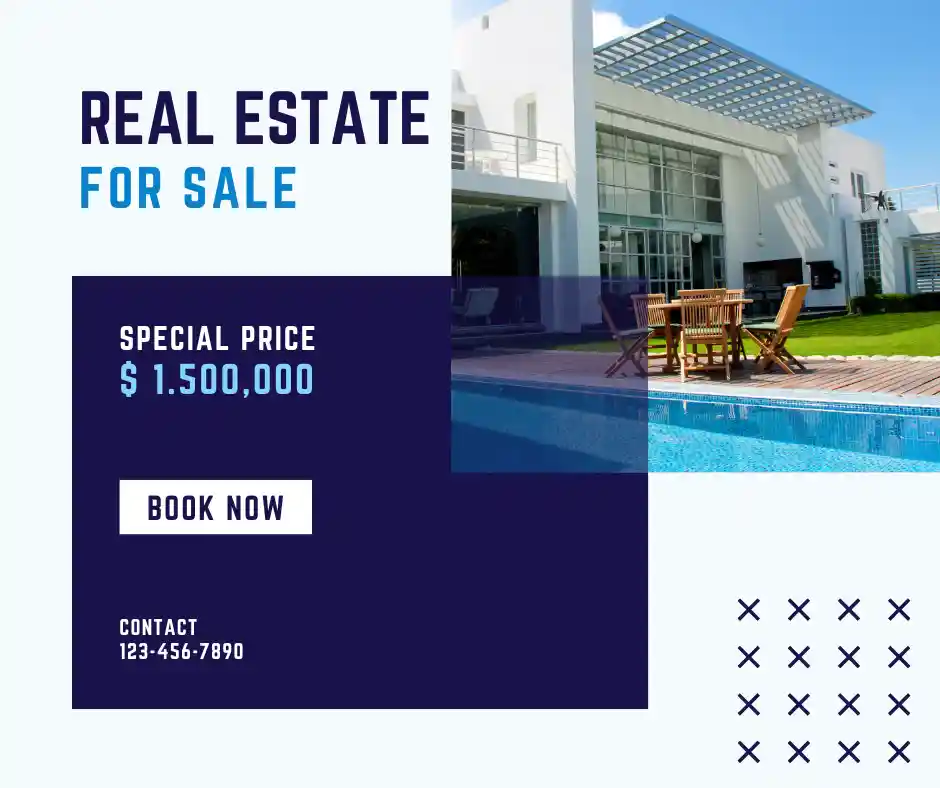 REAL ESTATE
FOR SALE
SPECIAL PRICE
$ 1.500,000
BOOK NOW
CONTACT
123-456-7890